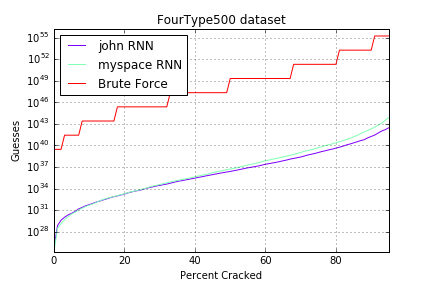 FourType500 dataset
john RNN
myspace RNN
Brute Force
Guesses
10^55
10^52
10^49
10^46
10^43
10^40
10^37
10^34
10^31
10^28
0 20 40 60 80
Percent Cracked